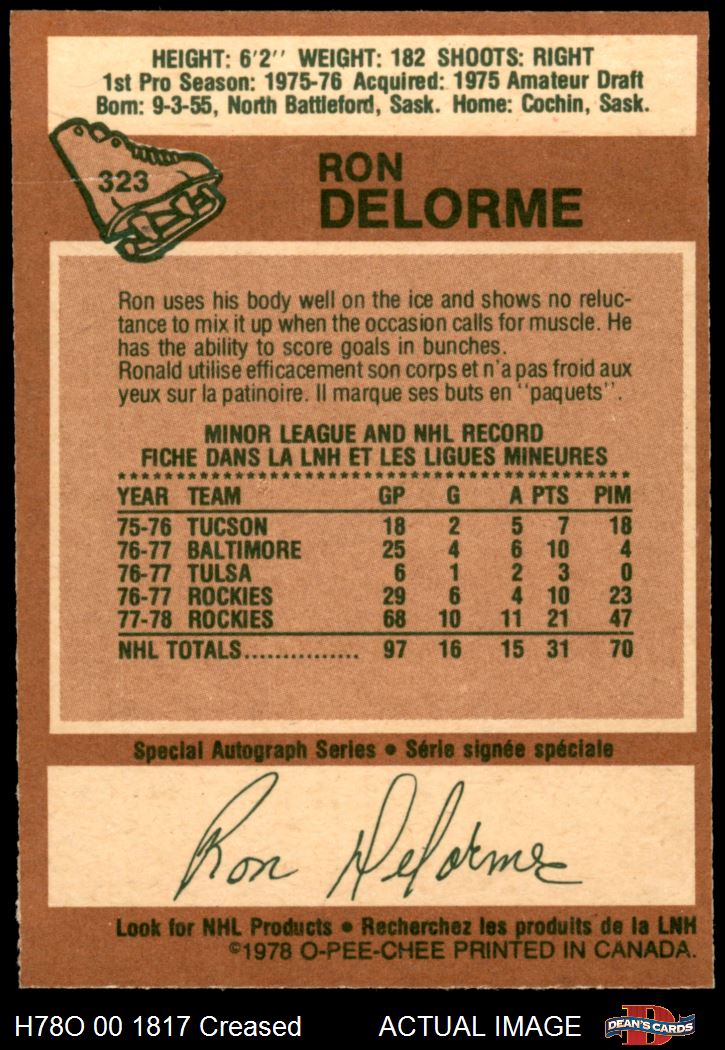 HEIGHT: 6'2'' WEIGHT: 182 SHOOTS: RIGHT
1st Pro Season: 1975-76 Acquired: 1975 Amateur Draft
Born: 9-3-55, North Battleford, Sask. Home: Cochin, Sask.
323
RON
DELORME
Ron uses his body well on the ice and shows no reluc-
tance to mix it up when the occasion calls for muscle. He
has the ability to score goals in bunches.
Ronald utilise efficacement son corps et n'a pas froid aux
yeux sur la patinoire. Il marque ses buts en ''paquets''.
MINOR LEAGUE AND NHL RECORD
FICHE DANS LA LNH ET LES LIGUES MINEURES
YEAR TEAM GP G A PTS PIM
75-76 TUCSON 18 2 5 7 18
76-77 BALTIMORE 25 4 6 10 4
76-77 TULSA 6 1 2 3 0
76-77 ROCKIES 29 6 4 10 23
77-78 ROCKIES 68 10 11 21 47
NHL TOTALS............... 97 16 15 31 70
Special Autograph Series • Série signée spéciale
Ron Delorme
Look for NHL Products • Recherchez les produits de la LNH
©1978 O-PEE-CHEE PRINTED IN CANADA.
H78O 00 1817 Creased ACTUAL IMAGE
DEAN'S CARDS